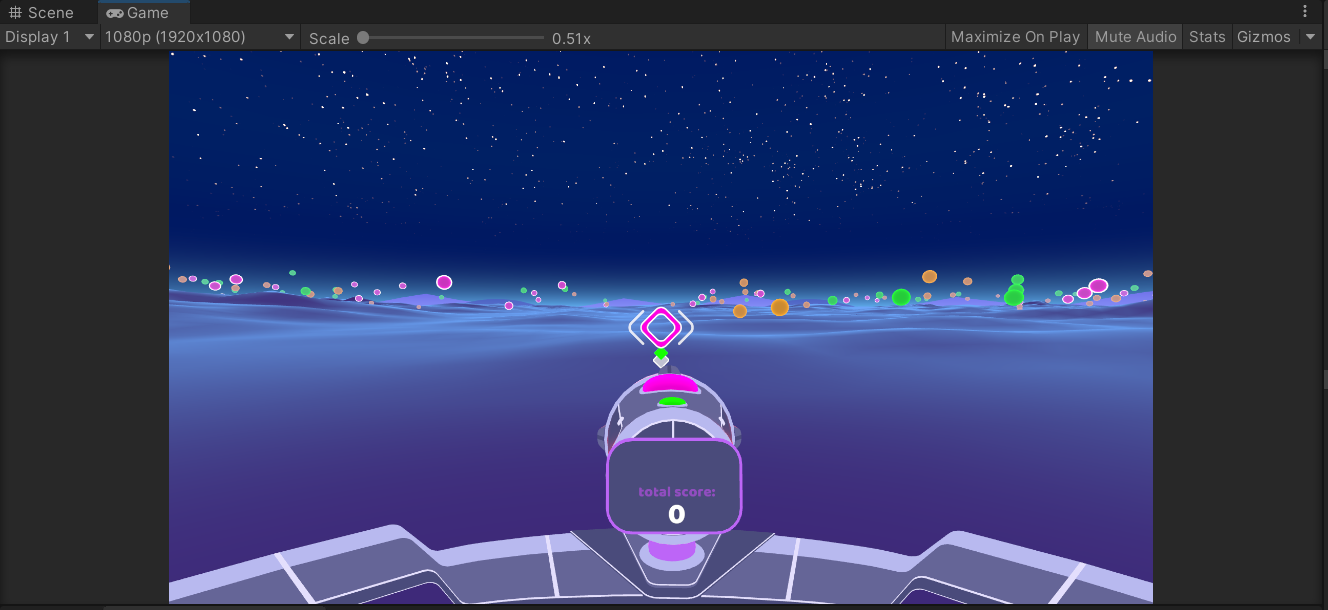 Scene Game
Display 1 1080p (1920x1080) Scale 0.51x Maximize On Play Mute Audio Stats Gizmos
total score:
0